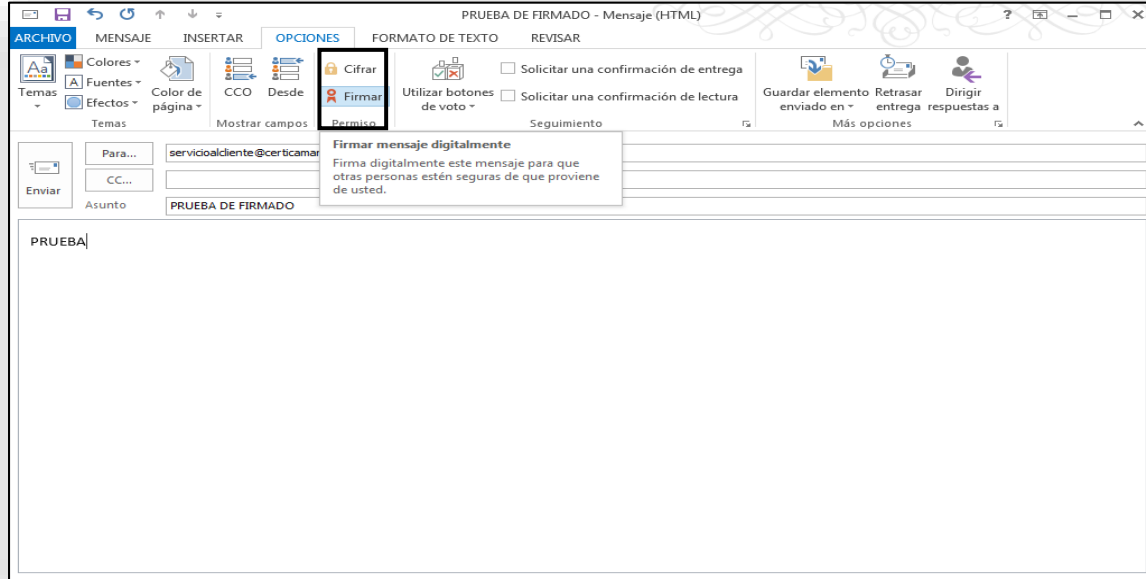 PRUEBA DE FIRMADO - Mensaje (HTML)
ARCHIVO MENSAJE INSERTAR OPCIONES FORMATO DE TEXTO REVISAR
Aa Temas
Colores
A Fuentes
Efectos
Color de
página
CCO
Desde
Cifrar
Firmar
Utilizar botones
de voto
Solicitar una confirmación de entrega
Solicitar una confirmación de lectura
Guardar elemento
enviado en
Retrasar
entrega
Dirigir
respuestas a
Temas Mostrar campos Permiso Seguimiento Más opciones
Firmar mensaje digitalmente
Firma digitalmente este mensaje para que
otras personas estén seguras de que proviene
de usted.
Enviar
Para... servicioalcliente@certicamar
CC...
Asunto PRUEBA DE FIRMADO
PRUEBA